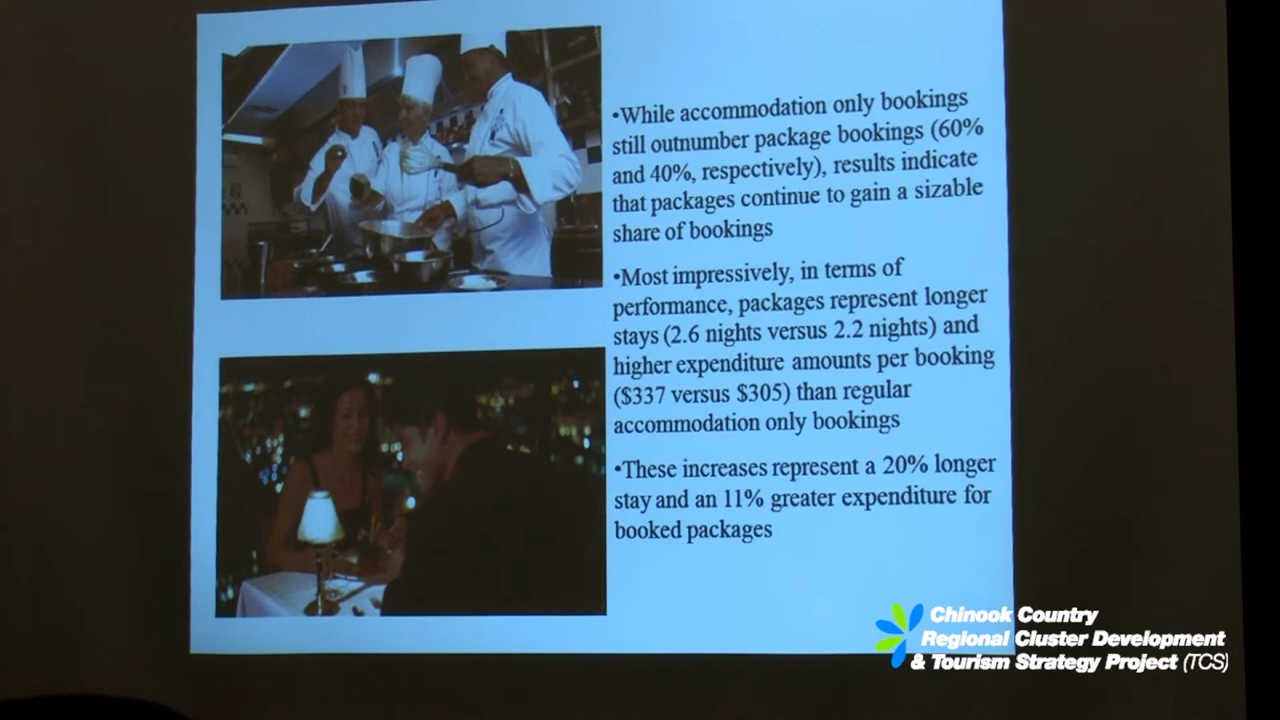 •While accommodation only bookings
still outnumber package bookings (60%
and 40%, respectively), results indicate
that packages continue to gain a sizable
share of bookings
•Most impressively, in terms of
performance, packages represent longer
stays (2.6 nights versus 2.2 nights) and
higher expenditure amounts per booking
($337 versus $305) than regular
accommodation only bookings
•These increases represent a 20% longer
stay and an 11% greater expenditure for
booked packages
Chinook Country
Regional Cluster Development
& Tourism Strategy Project (TCS)